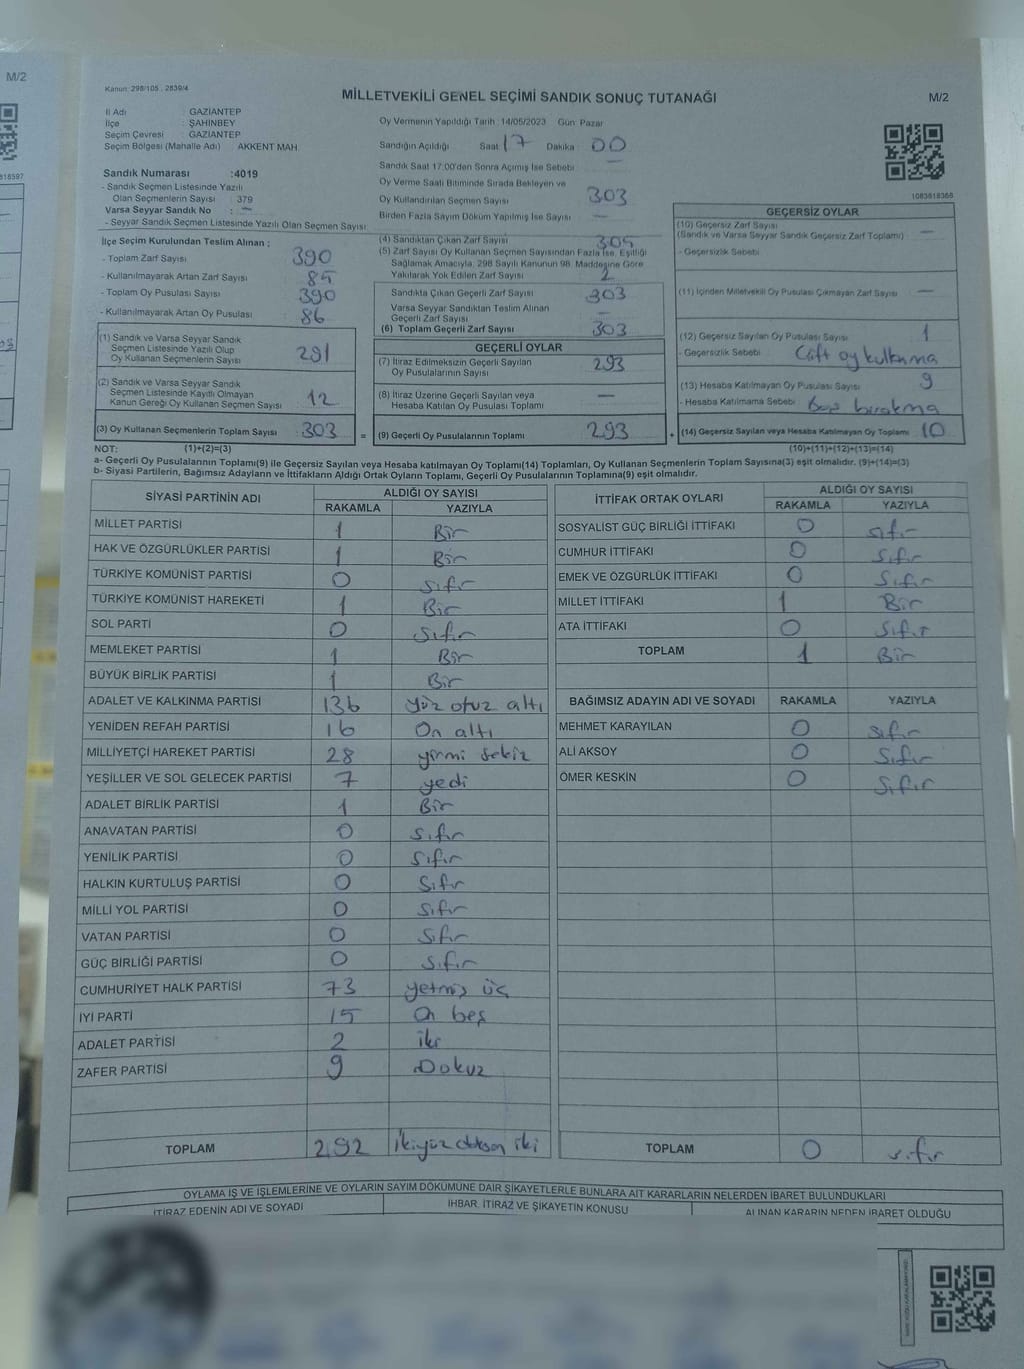 M/2
Kanun: 298/105 , 2839/4
MİLLETVEKİLİ GENEL SEÇİMİ SANDIK SONUÇ TUTANAĞI
M/2
İl Adı : GAZİANTEP
İlçe : ŞAHİNBEY
Seçim Çevresi : GAZİANTEP
Seçim Bölgesi (Mahalle Adı) AKKENT MAH.
Oy Vermenin Yapıldığı Tarih : 14/05/2023 Gün: Pazar
Sandığın Açıldığı Saat 17 Dakika : 00
Sandık Saat 17:00'den Sonra Açımış İse Sebebi —
Oy Verme Saati Bitiminde Sırada Bekleyen ve
Oy Kullandırılan Seçmen Sayısı 303
Birden Fazla Sayım Döküm Yapılmış İse Sayısı —
1083618366
Sandık Numarası :4019
- Sandık Seçmen Listesinde Yazılı
Olan Seçmenlerin Sayısı : 379
Varsa Seyyar Sandık No : —
- Seyyar Sandık Seçmen Listesinde Yazılı Olan Seçmen Sayısı
İlçe Seçim Kurulundan Teslim Alınan ;
- Toplam Zarf Sayısı 390
- Kullanılmayarak Artan Zarf Sayısı 85
- Toplam Oy Pusulası Sayısı 390
- Kullanılmayarak Artan Oy Pusulası 86
(4) Sandıktan Çıkan Zarf Sayısı 305
(5) Zarf Sayısı Oy Kullanan Seçmen Sayısından Fazla İse, Eşitliği
Sağlamak Amacıyla, 298 Sayılı Kanunun 98. Maddesine Göre
Yakılarak Yok Edilen Zarf Sayısı 2
Sandıkta Çıkan Geçerli Zarf Sayısı 303
Varsa Seyyar Sandıktan Teslim Alınan
Geçerli Zarf Sayısı —
(6) Toplam Geçerli Zarf Sayısı 303
GEÇERSİZ OYLAR
(10) Geçersiz Zarf Sayısı
(Sandık ve Varsa Seyyar Sandık Geçersiz Zarf Toplamı) —
- Geçersizlik Sebebi
(11) İçinden Milletvekili Oy Pusulası Çıkmayan Zarf Sayısı —
(12) Geçersiz Sayılan Oy Pusulası Sayısı 1
- Geçersizlik Sebebi : Çift oy kullanma
(13) Hesaba Katılmayan Oy Pusulası Sayısı 9
- Hesaba Katılmama Sebebi Boş bırakma
(14) Geçersiz Sayılan veya Hesaba Katılmayan Oy Toplamı 10
(10)+(11)+(12)+(13)=(14)
(1) Sandık ve Varsa Seyyar Sandık
Seçmen Listesinde Yazılı Olup
Oy Kullanan Seçmenlerin Sayısı 291
(2) Sandık ve Varsa Seyyar Sandık
Seçmen Listesinde Kayıtlı Olmayan
Kanun Gereği Oy Kullanan Seçmen Sayısı 12
(3) Oy Kullanan Seçmenlerin Toplam Sayısı 303 =
GEÇERLİ OYLAR
(7) İtiraz Edilmeksizin Geçerli Sayılan
Oy Pusulalarının Sayısı 293
(8) İtiraz Üzerine Geçerli Sayılan veya
Hesaba Katılan Oy Pusulası Toplamı —
(9) Geçerli Oy Pusulalarının Toplamı 293 +
NOT: (1)+(2)=(3)
a- Geçerli Oy Pusulalarının Toplamı(9) ile Geçersiz Sayılan veya Hesaba katılmayan Oy Toplamı(14) Toplamları, Oy Kullanan Seçmenlerin Toplam Sayısına(3) eşit olmalıdır. (9)+(14)=(3)
b- Siyasi Partilerin, Bağımsız Adayların ve İttifakların Aldığı Ortak Oyların Toplamı, Geçerli Oy Pusulalarının Toplamına(9) eşit olmalıdır.
SİYASİ PARTİNİN ADI ALDIĞI OY SAYISI
RAKAMLA YAZIYLA
MİLLET PARTİSİ 1 Bir
HAK VE ÖZGÜRLÜKLER PARTİSİ 1 Bir
TÜRKİYE KOMÜNİST PARTİSİ 0 sıfır
TÜRKİYE KOMÜNİST HAREKETİ 1 Bir
SOL PARTİ 0 sıfır
MEMLEKET PARTİSİ 1 Bir
BÜYÜK BİRLİK PARTİSİ 1 Bir
ADALET VE KALKINMA PARTİSİ 136 yüz otuz altı
YENİDEN REFAH PARTİSİ 16 On altı
MİLLİYETÇİ HAREKET PARTİSİ 28 yirmi sekiz
YEŞİLLER VE SOL GELECEK PARTİSİ 7 yedi
ADALET BİRLİK PARTİSİ 1 Bir
ANAVATAN PARTİSİ 0 sıfır
YENİLİK PARTİSİ 0 sıfır
HALKIN KURTULUŞ PARTİSİ 0 Sıfır
MİLLİ YOL PARTİSİ 0 sıfır
VATAN PARTİSİ 0 sıfır
GÜÇ BİRLİĞİ PARTİSİ 0 sıfır
CUMHURİYET HALK PARTİSİ 73 yetmiş üç
İYİ PARTİ 15 On beş
ADALET PARTİSİ 2 iki
ZAFER PARTİSİ 9 Dokuz
TOPLAM 292 İkiyüz doksan iki
İTTİFAK ORTAK OYLARI ALDIĞI OY SAYISI
RAKAMLA YAZIYLA
SOSYALİST GÜÇ BİRLİĞİ İTTİFAKI 0 sıfır
CUMHUR İTTİFAKI 0 sıfır
EMEK VE ÖZGÜRLÜK İTTİFAKI 0 sıfır
MİLLET İTTİFAKI 1 Bir
ATA İTTİFAKI 0 sıfır
TOPLAM 1 Bir
BAĞIMSIZ ADAYIN ADI VE SOYADI RAKAMLA YAZIYLA
MEHMET KARAYILAN 0 sıfır
ALİ AKSOY 0 sıfır
ÖMER KESKİN 0 sıfır
TOPLAM 0 sıfır
OYLAMA İŞ VE İŞLEMLERİNE VE OYLARIN SAYIM DÖKÜMÜNE DAİR ŞİKAYETLERLE BUNLARA AİT KARARLARIN NELERDEN İBARET BULUNDUKLARI
İTİRAZ EDENİN ADI VE SOYADI İHBAR, İTİRAZ VE ŞİKAYETİN KONUSU ALINAN KARARIN NEDEN İBARET OLDUĞU